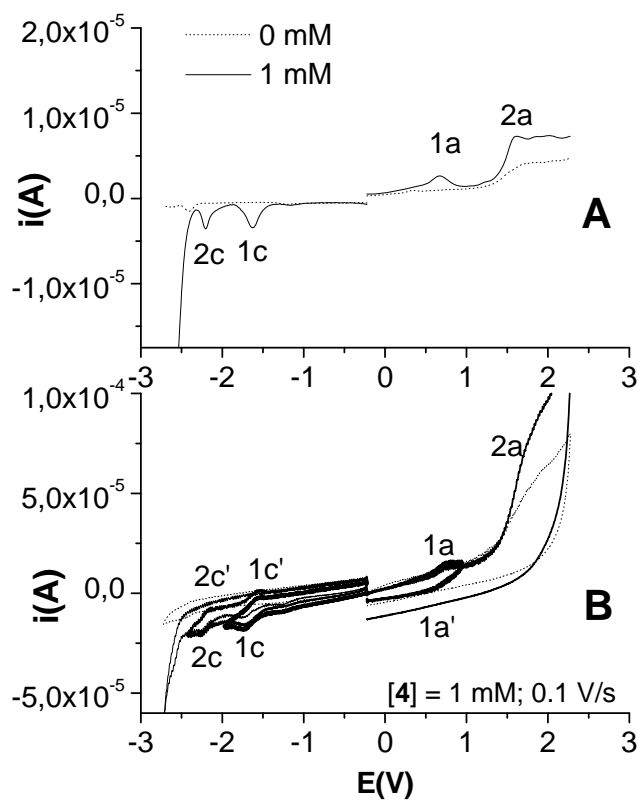 2,0x10⁻⁵
0 mM
1 mM
1,0x10⁻⁵
2a
1a
0,0
i(A)
A
2c 1c
-1,0x10⁻⁵
-3 -2 -1 0 1 2 3
1,0x10⁻⁴
2a
5,0x10⁻⁵
2c' 1c' 1a
0,0
i(A)
B
1a'
2c 1c
-5,0x10⁻⁵
[4] = 1 mM; 0.1 V/s
-3 -2 -1 0 1 2 3
E(V)